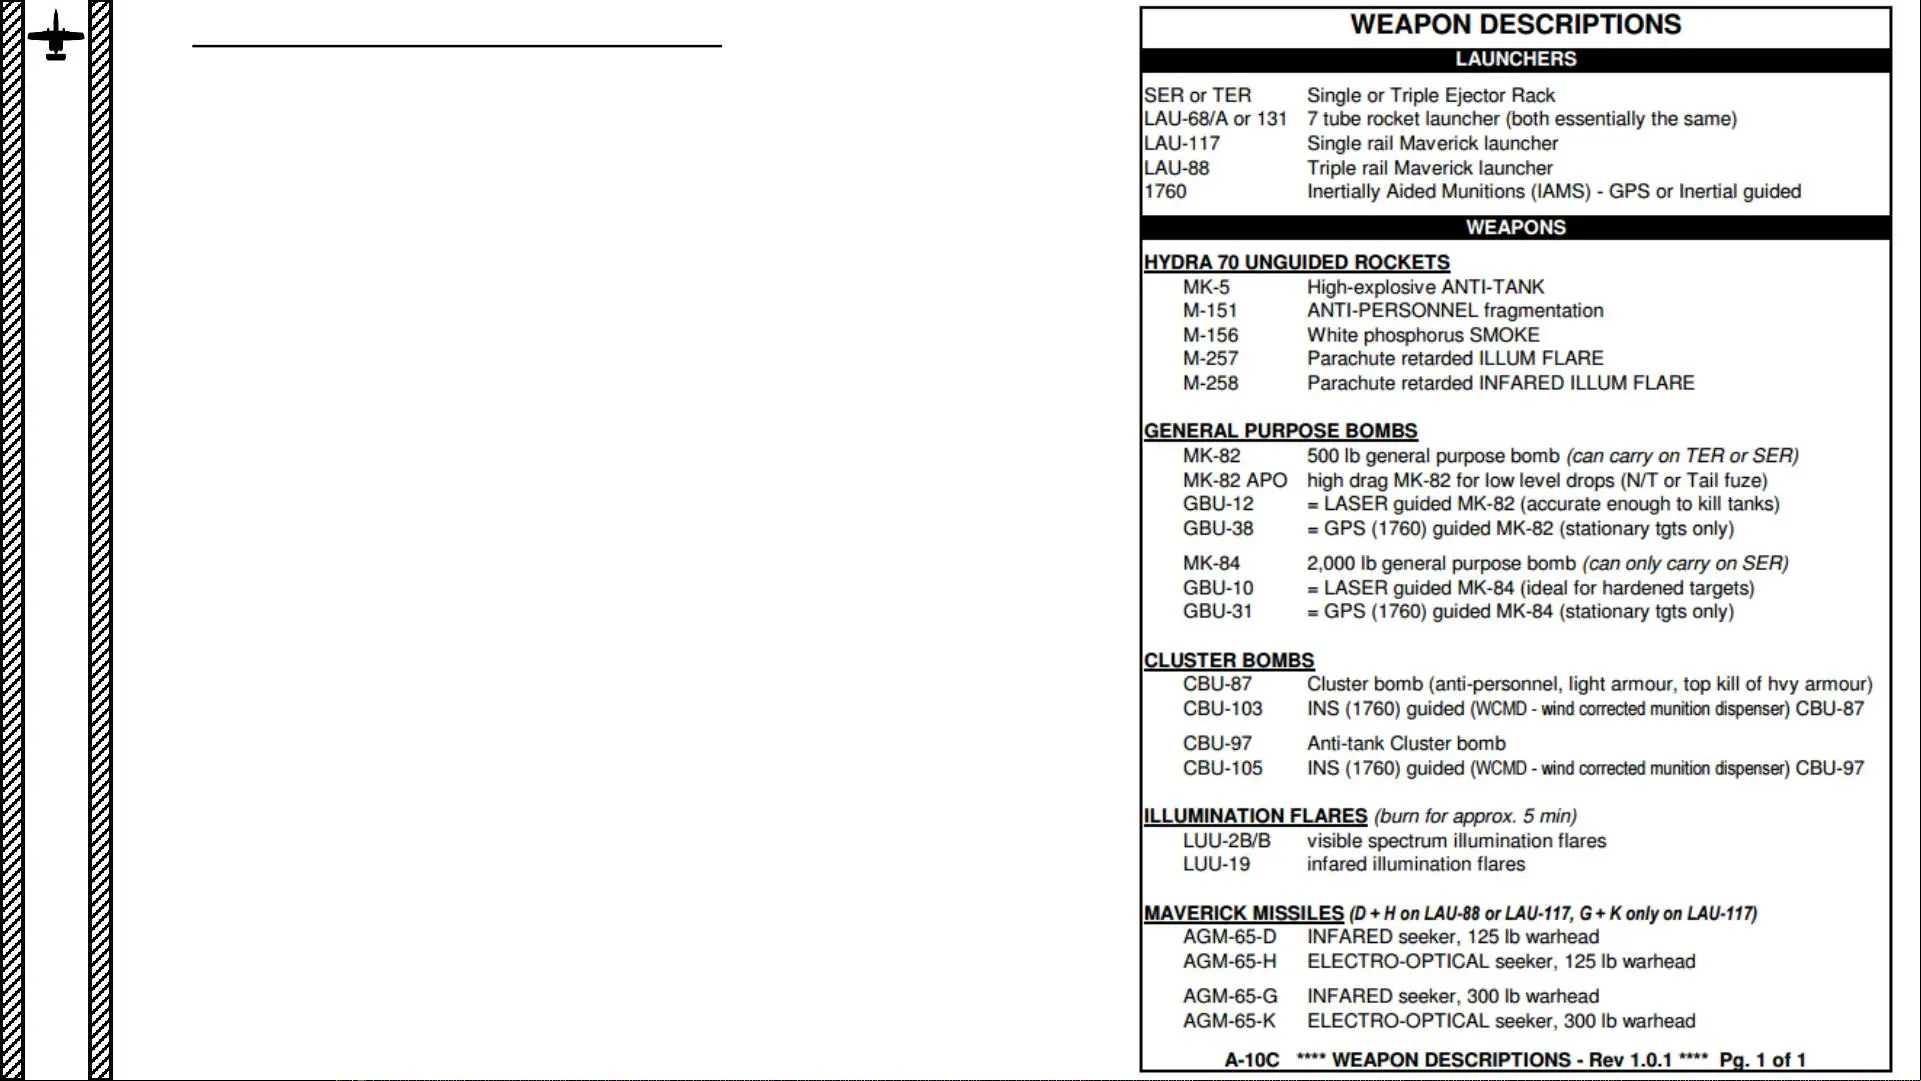 WEAPON DESCRIPTIONS
LAUNCHERS
SER or TER Single or Triple Ejector Rack
LAU-68/A or 131 7 tube rocket launcher (both essentially the same)
LAU-117 Single rail Maverick launcher
LAU-88 Triple rail Maverick launcher
1760 Inertially Aided Munitions (IAMS) - GPS or Inertial guided
WEAPONS
HYDRA 70 UNGUIDED ROCKETS
MK-5 High-explosive ANTI-TANK
M-151 ANTI-PERSONNEL fragmentation
M-156 White phosphorus SMOKE
M-257 Parachute retarded ILLUM FLARE
M-258 Parachute retarded INFARED ILLUM FLARE
GENERAL PURPOSE BOMBS
MK-82 500 lb general purpose bomb (can carry on TER or SER)
MK-82 APO high drag MK-82 for low level drops (N/T or Tail fuze)
GBU-12 = LASER guided MK-82 (accurate enough to kill tanks)
GBU-38 = GPS (1760) guided MK-82 (stationary tgts only)
MK-84 2,000 lb general purpose bomb (can only carry on SER)
GBU-10 = LASER guided MK-84 (ideal for hardened targets)
GBU-31 = GPS (1760) guided MK-84 (stationary tgts only)
CLUSTER BOMBS
CBU-87 Cluster bomb (anti-personnel, light armour, top kill of hvy armour)
CBU-103 INS (1760) guided (WCMD - wind corrected munition dispenser) CBU-87
CBU-97 Anti-tank Cluster bomb
CBU-105 INS (1760) guided (WCMD - wind corrected munition dispenser) CBU-97
ILLUMINATION FLARES (burn for approx. 5 min)
LUU-2B/B visible spectrum illumination flares
LUU-19 infared illumination flares
MAVERICK MISSILES (D + H on LAU-88 or LAU-117, G + K only on LAU-117)
AGM-65-D INFARED seeker, 125 lb warhead
AGM-65-H ELECTRO-OPTICAL seeker, 125 lb warhead
AGM-65-G INFARED seeker, 300 lb warhead
AGM-65-K ELECTRO-OPTICAL seeker, 300 lb warhead
A-10C **** WEAPON DESCRIPTIONS - Rev 1.0.1 **** Pg. 1 of 1